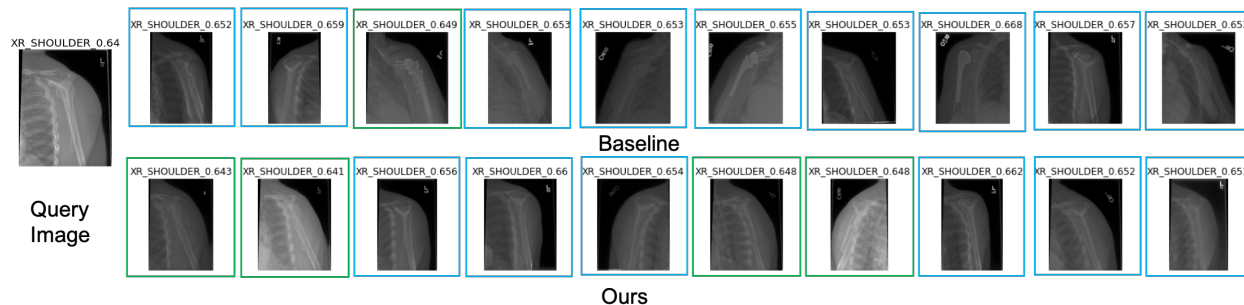 XR_SHOULDER_0.64
XR_SHOULDER_0.652
XR_SHOULDER_0.659
XR_SHOULDER_0.649
XR_SHOULDER_0.653
XR_SHOULDER_0.653
XR_SHOULDER_0.655
XR_SHOULDER_0.653
XR_SHOULDER_0.668
XR_SHOULDER_0.657
Baseline
XR_SHOULDER_0.643
XR_SHOULDER_0.641
XR_SHOULDER_0.656
XR_SHOULDER_0.66
XR_SHOULDER_0.654
XR_SHOULDER_0.648
XR_SHOULDER_0.648
XR_SHOULDER_0.662
XR_SHOULDER_0.652
Query
Image
Ours